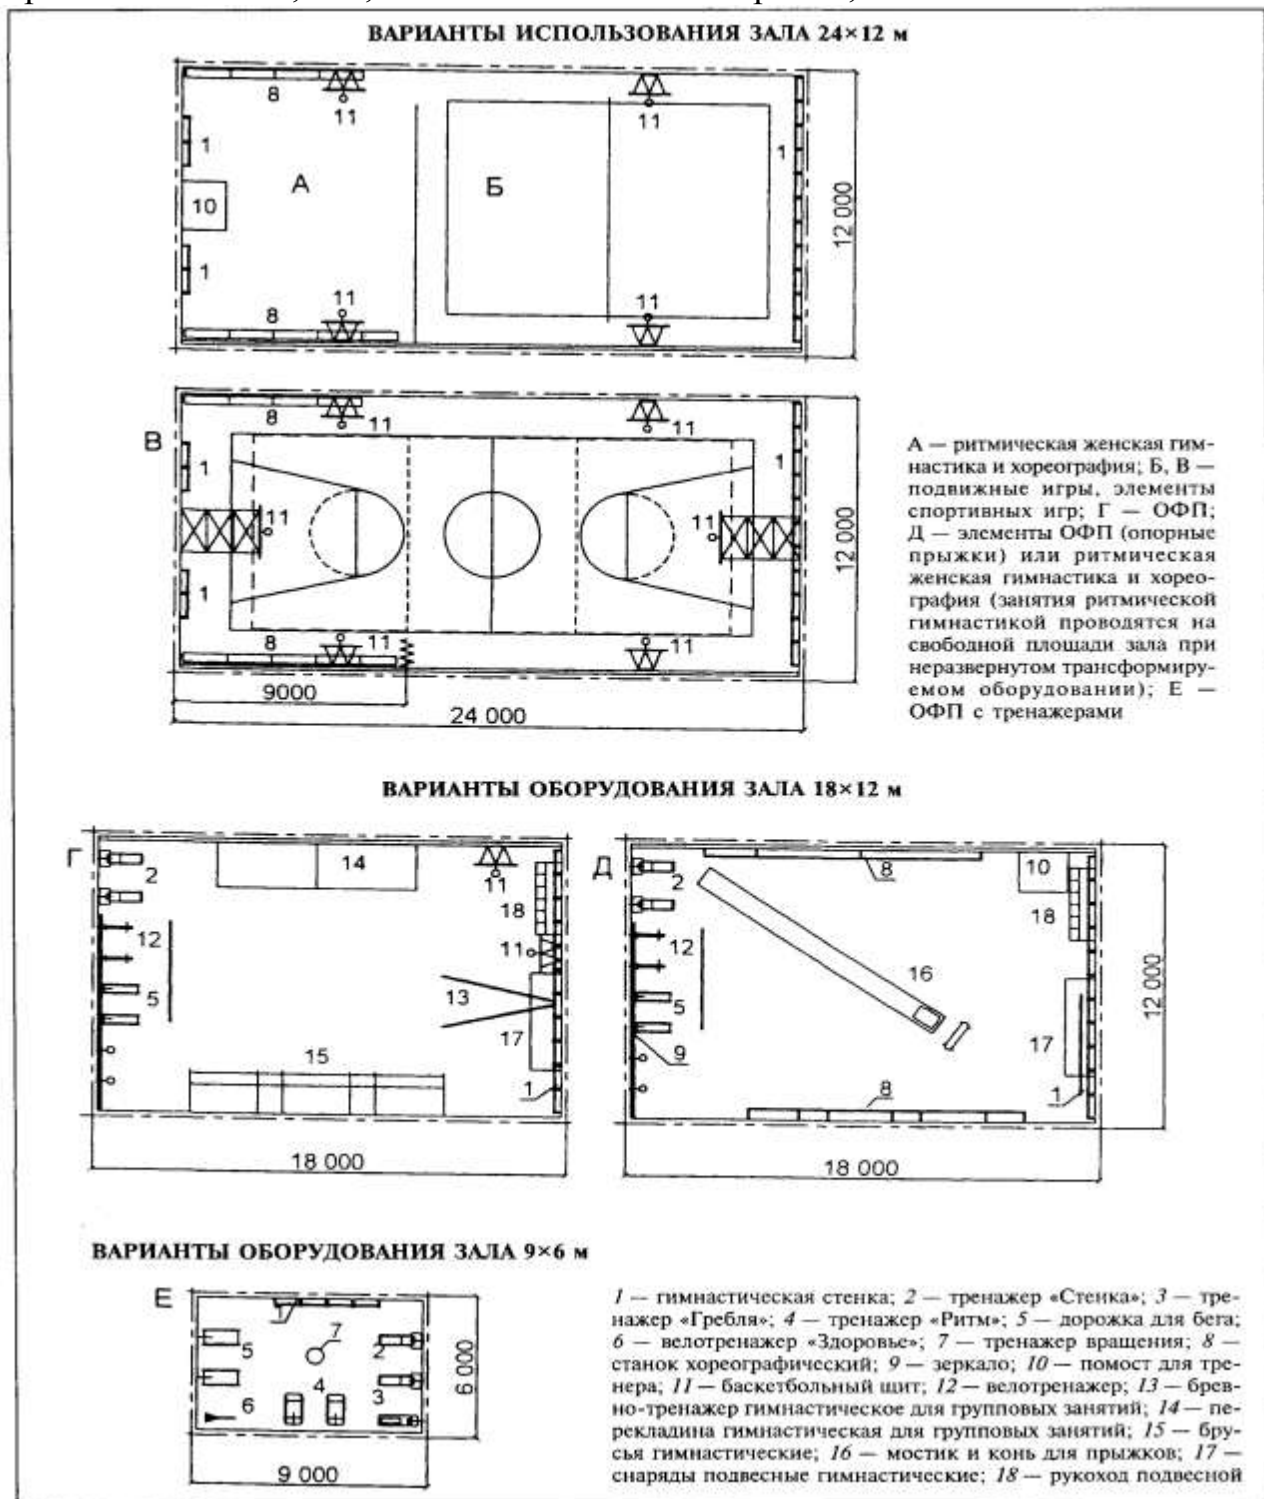 ВАРИАНТЫ ИСПОЛЬЗОВАНИЯ ЗАЛА 24×12 м
8
11
11
1
1
А
Б
10
12 000
1
11
11
8
В
8
11
11
1
1
11
11
12 000
1
8
11
11
9000
24 000
А — ритмическая женская гим-
настика и хореография; Б, В —
подвижные игры, элементы
спортивных игр; Г — ОФП;
Д — элементы ОФП (опорные
прыжки) или ритмическая
женская гимнастика и хорео-
графия (занятия ритмической
гимнастикой проводятся на
свободной площади зала при
неразвернутом трансформиру-
емом оборудовании); Е —
ОФП с тренажерами
ВАРИАНТЫ ОБОРУДОВАНИЯ ЗАЛА 18×12 м
Г
2
14
11
18
12
11
5
13
17
15
1
18 000
Д
2
8
10
18
12
16
5
17
9
8
1
12 000
18 000
ВАРИАНТЫ ОБОРУДОВАНИЯ ЗАЛА 9×6 м
Е
1
5
7
2
4
6
3
6 000
9 000
1 — гимнастическая стенка; 2 — тренажер «Стенка»; 3 — тре-
нажер «Гребля»; 4 — тренажер «Ритм»; 5 — дорожка для бега;
6 — велотренажер «Здоровье»; 7 — тренажер вращения; 8 —
станок хореографический; 9 — зеркало; 10 — помост для тре-
нера; 11 — баскетбольный щит; 12 — велотренажер; 13 — брев-
но-тренажер гимнастическое для групповых занятий; 14 — пе-
рекладина гимнастическая для групповых занятий; 15 — бру-
сья гимнастические; 16 — мостик и конь для прыжков; 17 —
снаряды подвесные гимнастические; 18 — рукоход подвесной